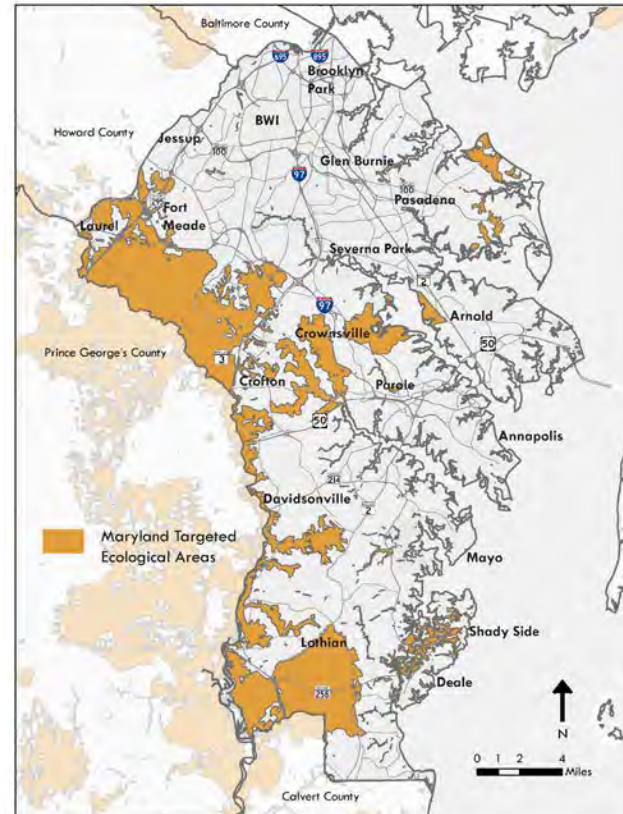 Baltimore County
695
895
Brooklyn
Park
BWI
Howard County
Jessup
100
97
Glen Burnie
100
Pasadena
Fort
Meade
Laurel
Severna Park
2
97
Arnold
Crownsville
50
Prince George's County
3
Crofton
Parole
50
Annapolis
214
Davidsonville
2
Maryland Targeted
Ecological Areas
Mayo
Shady Side
Lothian
Deale
258
N
0 1 2 4
Miles
Calvert County